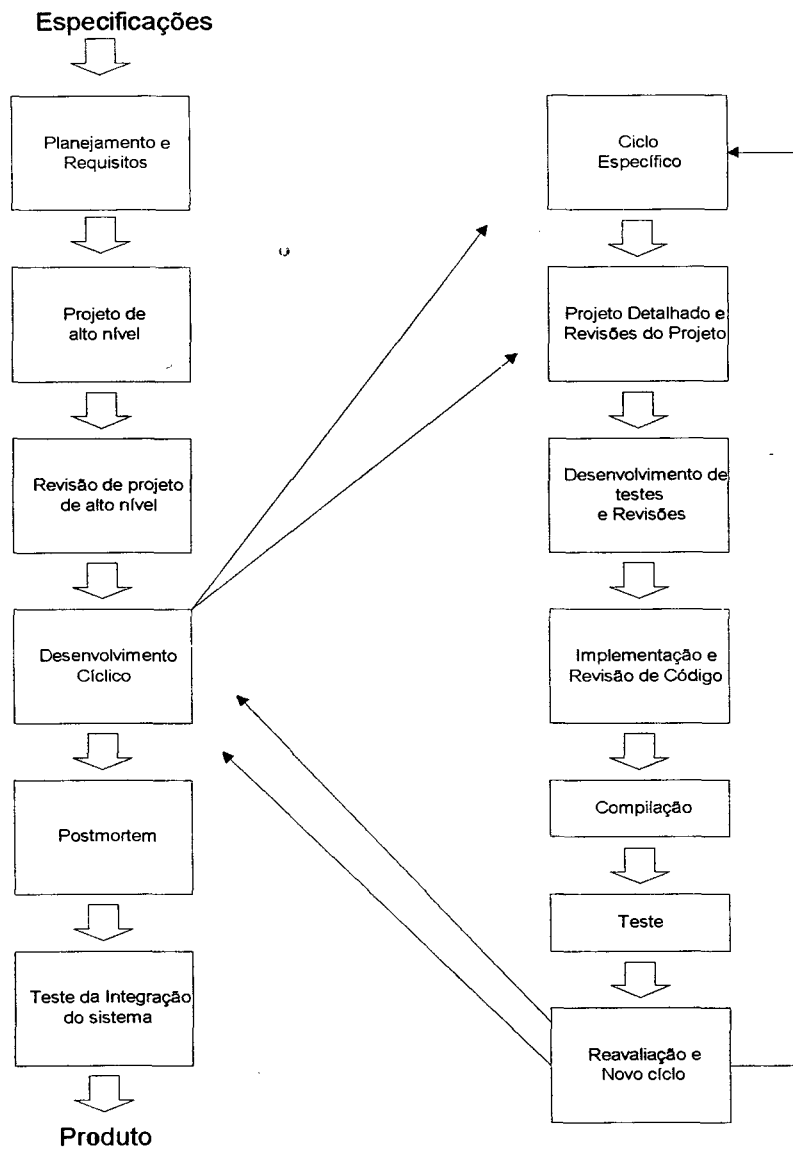 Especificações
Planejamento e
Requisitos
Projeto de
alto nível
Revisão de projeto
de alto nível
Desenvolvimento
Cíclico
Postmortem
Teste da Integração
do sistema
Produto
Ciclo
Específico
Projeto Detalhado e
Revisões do Projeto
Desenvolvimento de
testes
e Revisões
Implementação e
Revisão de Código
Compilação
Teste
Reavaliação e
Novo ciclo